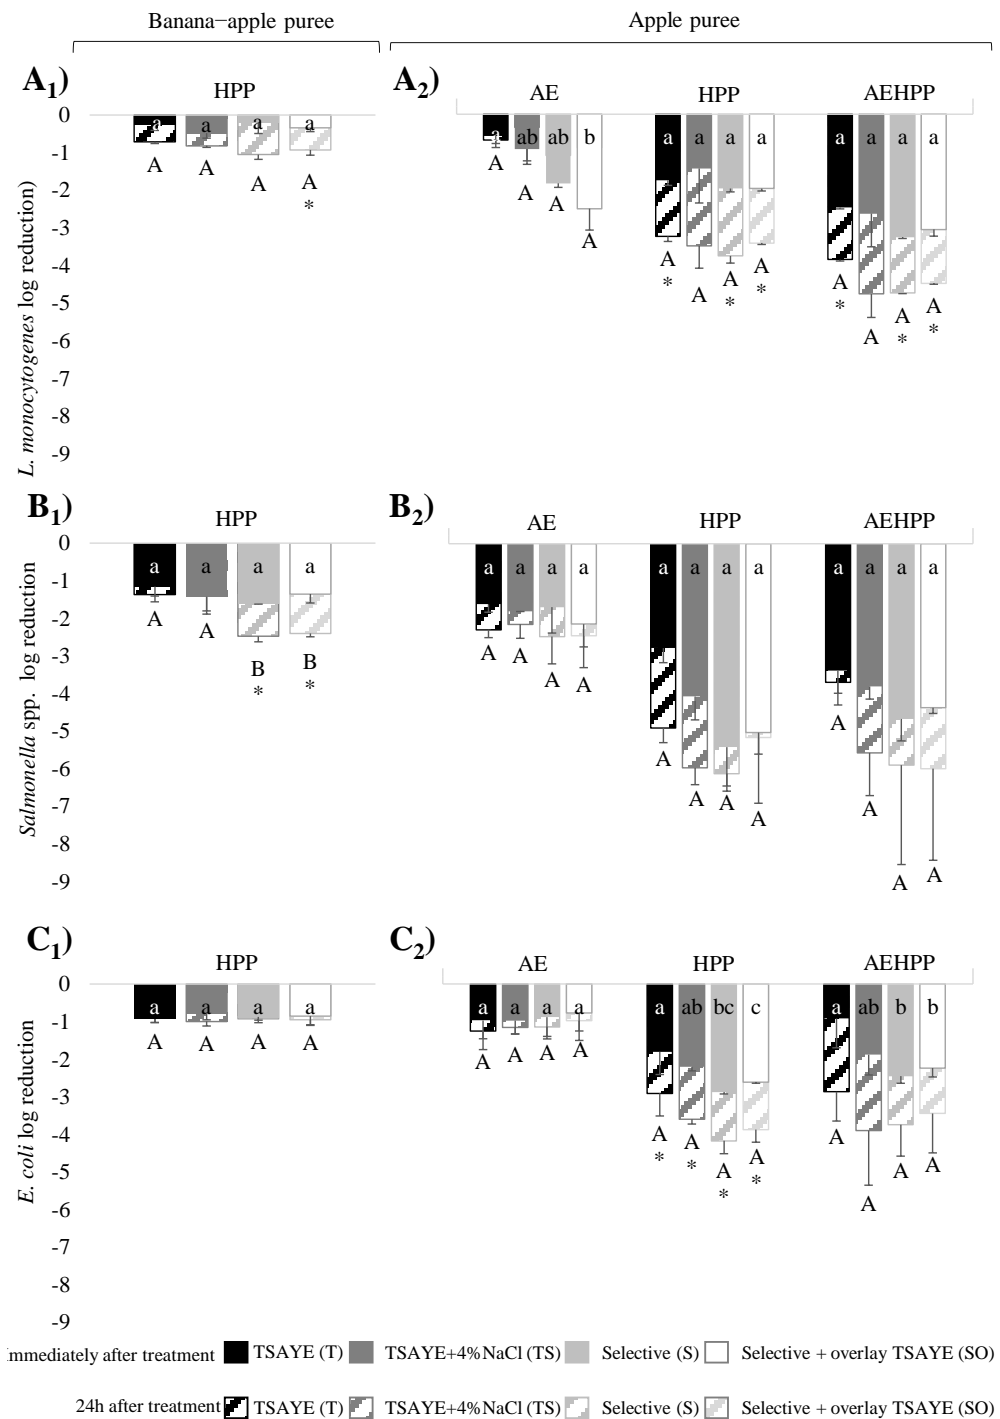 Banana−apple puree
Apple puree
A1)
HPP
A2)
AE
HPP
AEHPP
L. monocytogenes log reduction)
0
-1
-2
-3
-4
-5
-6
-7
-8
-9
a a a a
A A A A
*
a ab ab b
A A A A
a a a a
A A A A
* * *
a a a a
A A A A
* * *
B1)
HPP
B2)
AE
HPP
AEHPP
Salmonella spp. log reduction
0
-1
-2
-3
-4
-5
-6
-7
-8
-9
a a a a
A A B B
* *
a a a a
A A A A
a a a a
A A A A
a a a a
A A A A
C1)
HPP
C2)
AE
HPP
AEHPP
E. coli log reduction
0
-1
-2
-3
-4
-5
-6
-7
-8
-9
a a a a
A A A A
a a a a
A A A A
a ab bc c
A A A A
* * * *
a ab b b
A A A A
mmediately after treatment TSAYE (T) TSAYE+4%NaCl (TS) Selective (S) Selective + overlay TSAYE (SO)
24h after treatment TSAYE (T) TSAYE+4%NaCl (TS) Selective (S) Selective + overlay TSAYE (SO)